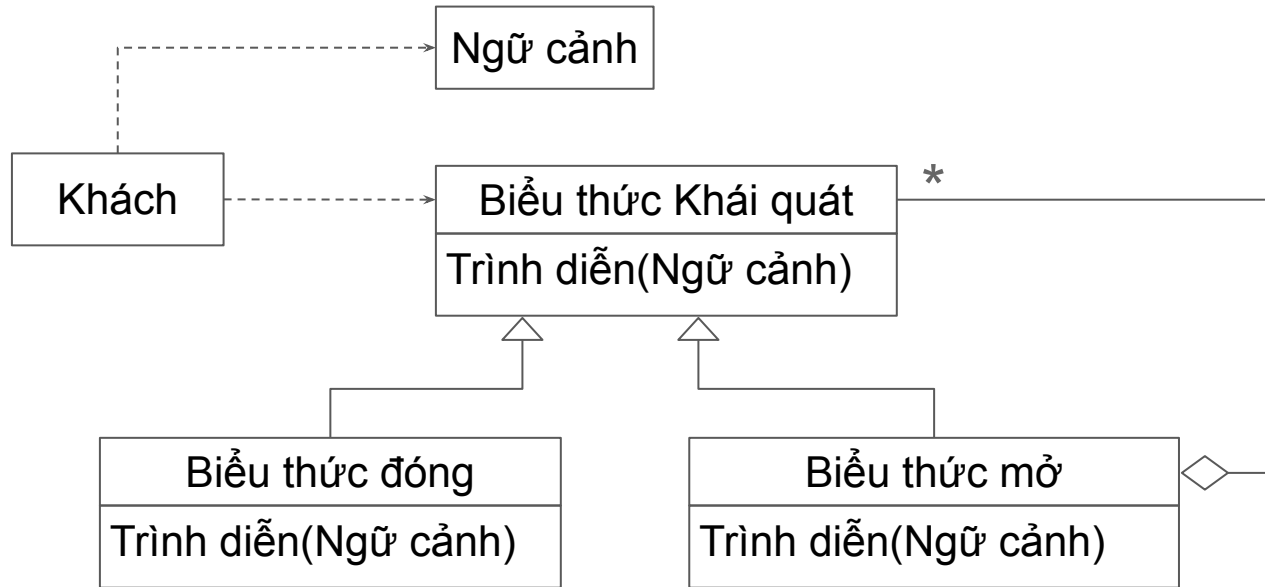 Ngữ cảnh
Khách
Biểu thức Khái quát
*
Trình diễn(Ngữ cảnh)
Biểu thức đóng
Trình diễn(Ngữ cảnh)
Biểu thức mở
Trình diễn(Ngữ cảnh)